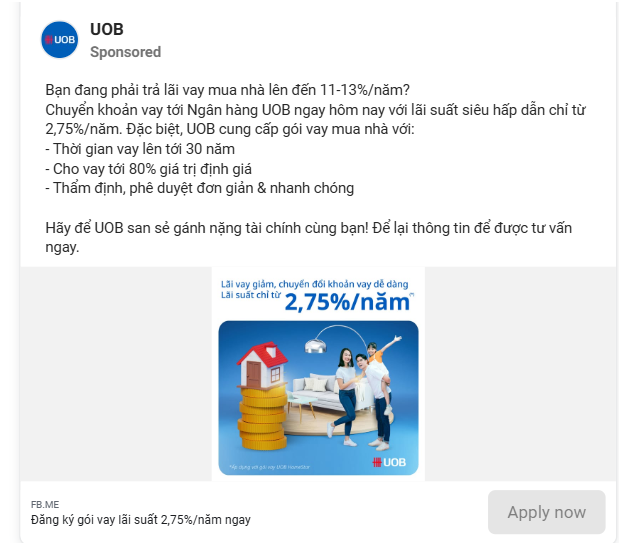 UOB
UOB
Sponsored
Bạn đang phải trả lãi vay mua nhà lên đến 11-13%/năm?
Chuyển khoản vay tới Ngân hàng UOB ngay hôm nay với lãi suất siêu hấp dẫn chỉ từ
2,75%/năm. Đặc biệt, UOB cung cấp gói vay mua nhà với:
- Thời gian vay lên tới 30 năm
- Cho vay tới 80% giá trị định giá
- Thẩm định, phê duyệt đơn giản & nhanh chóng
Hãy để UOB san sẻ gánh nặng tài chính cùng bạn! Để lại thông tin để được tư vấn
ngay.
Lãi vay giảm, chuyển đổi khoản vay dễ dàng
Lãi suất chỉ từ 2,75%/năm(*)
UOB
FB.ME
Đăng ký gói vay lãi suất 2,75%/năm ngay
Apply now